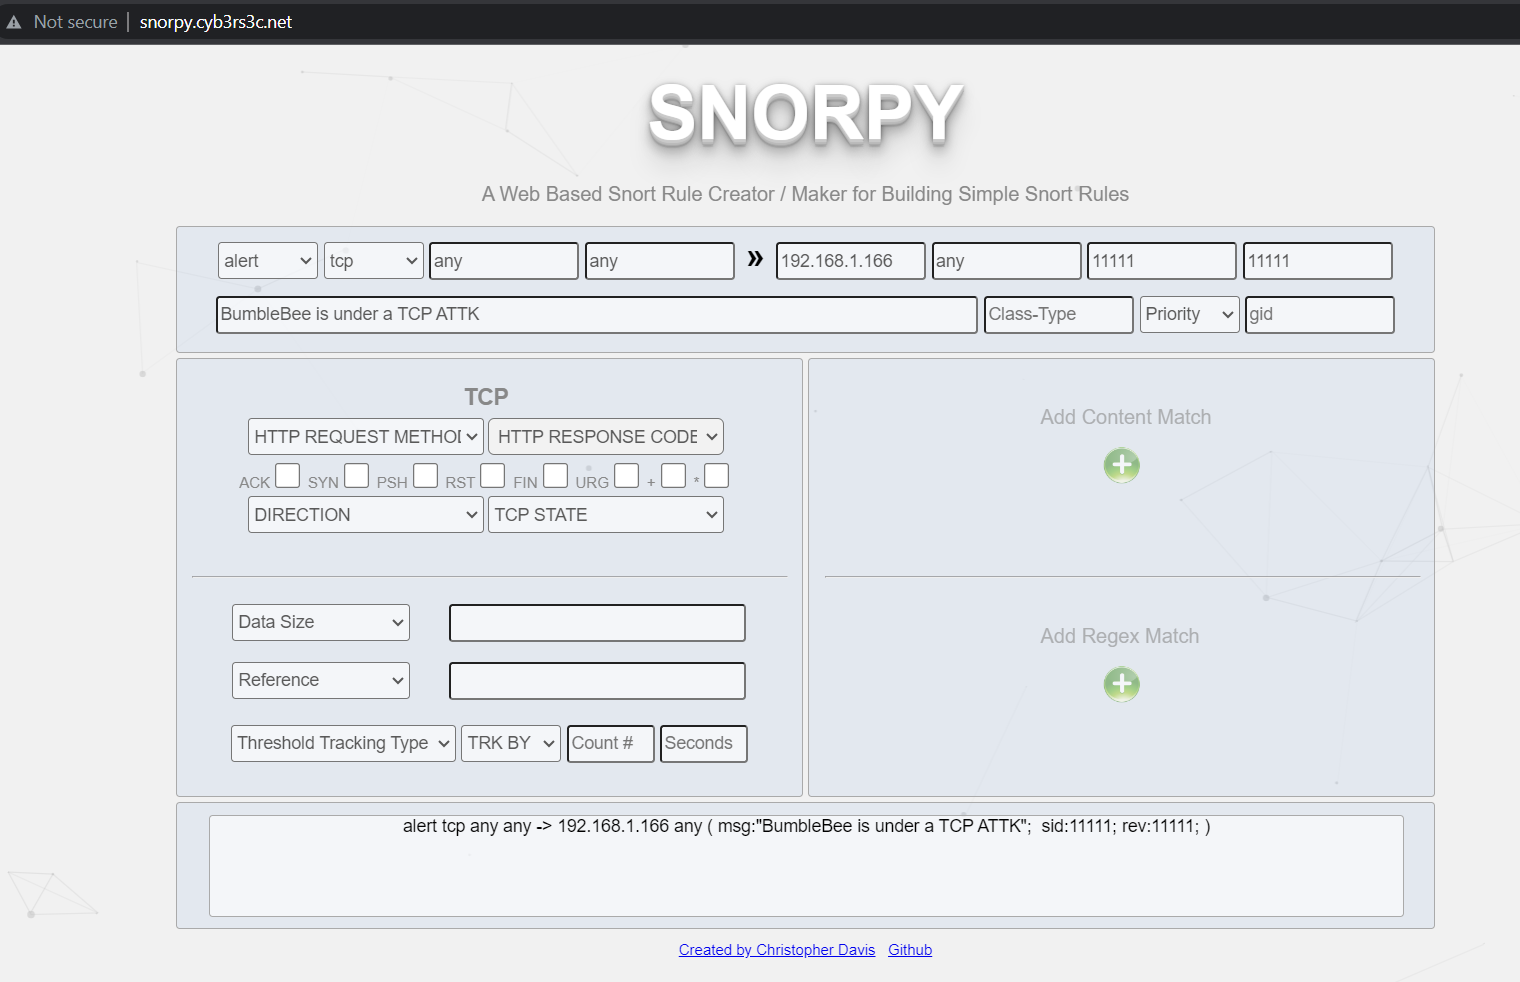 Not secure | snorpy.cyb3rs3c.net
SNORPY
A Web Based Snort Rule Creator / Maker for Building Simple Snort Rules
alert tcp any any » 192.168.1.166 any 11111 11111
BumbleBee is under a TCP ATTK Class-Type Priority gid
TCP
HTTP REQUEST METHOD HTTP RESPONSE CODE
ACK SYN PSH RST FIN URG + *
DIRECTION TCP STATE
Data Size
Reference
Threshold Tracking Type TRK BY Count # Seconds
Add Content Match
Add Regex Match
alert tcp any any -> 192.168.1.166 any ( msg:"BumbleBee is under a TCP ATTK";  sid:11111; rev:11111; )
Created by Christopher Davis Github